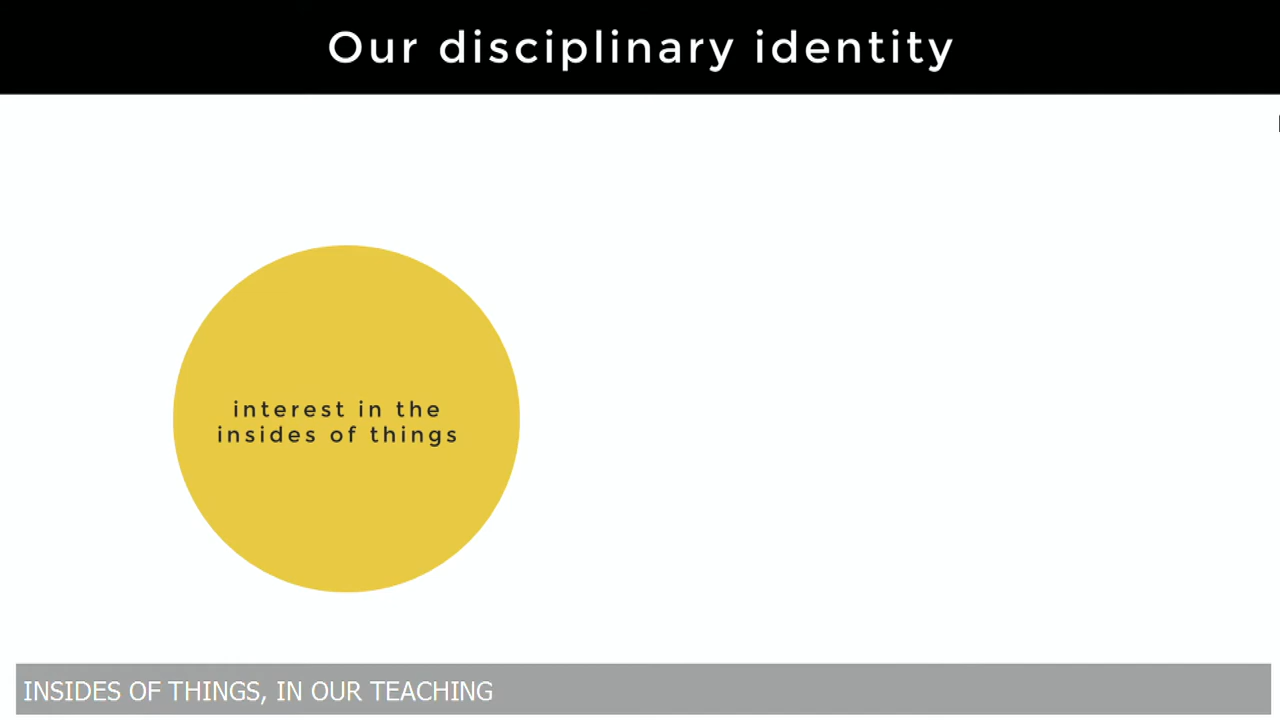 Our disciplinary identity
interest in the
insides of things
INSIDES OF THINGS, IN OUR TEACHING